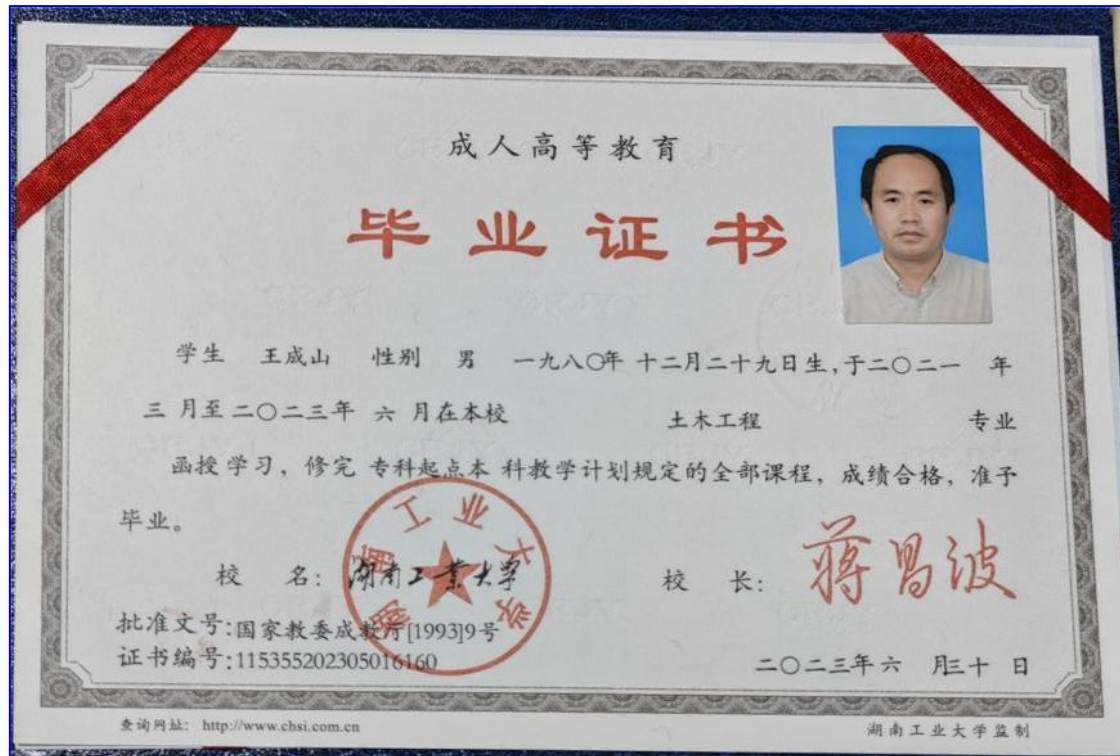 成人高等教育
毕业证书
学生 王成山 性别 男 一九八〇年 十二月二十九日生,于二〇二一 年
三 月至二〇二三年 六 月在本校 土木工程 专业
函授学习，修完 专科起点本 科教学计划规定的全部课程，成绩合格，准予
毕业。
湖南工业大学
校 名：湖南工業大学 校 长：蒋昌波
批准文号:国家教委成教厅[1993]9号
证书编号:115355202305016160 二〇二三年六 月三十 日
查询网址： http://www.chsi.com.cn 湖南工业大学监制